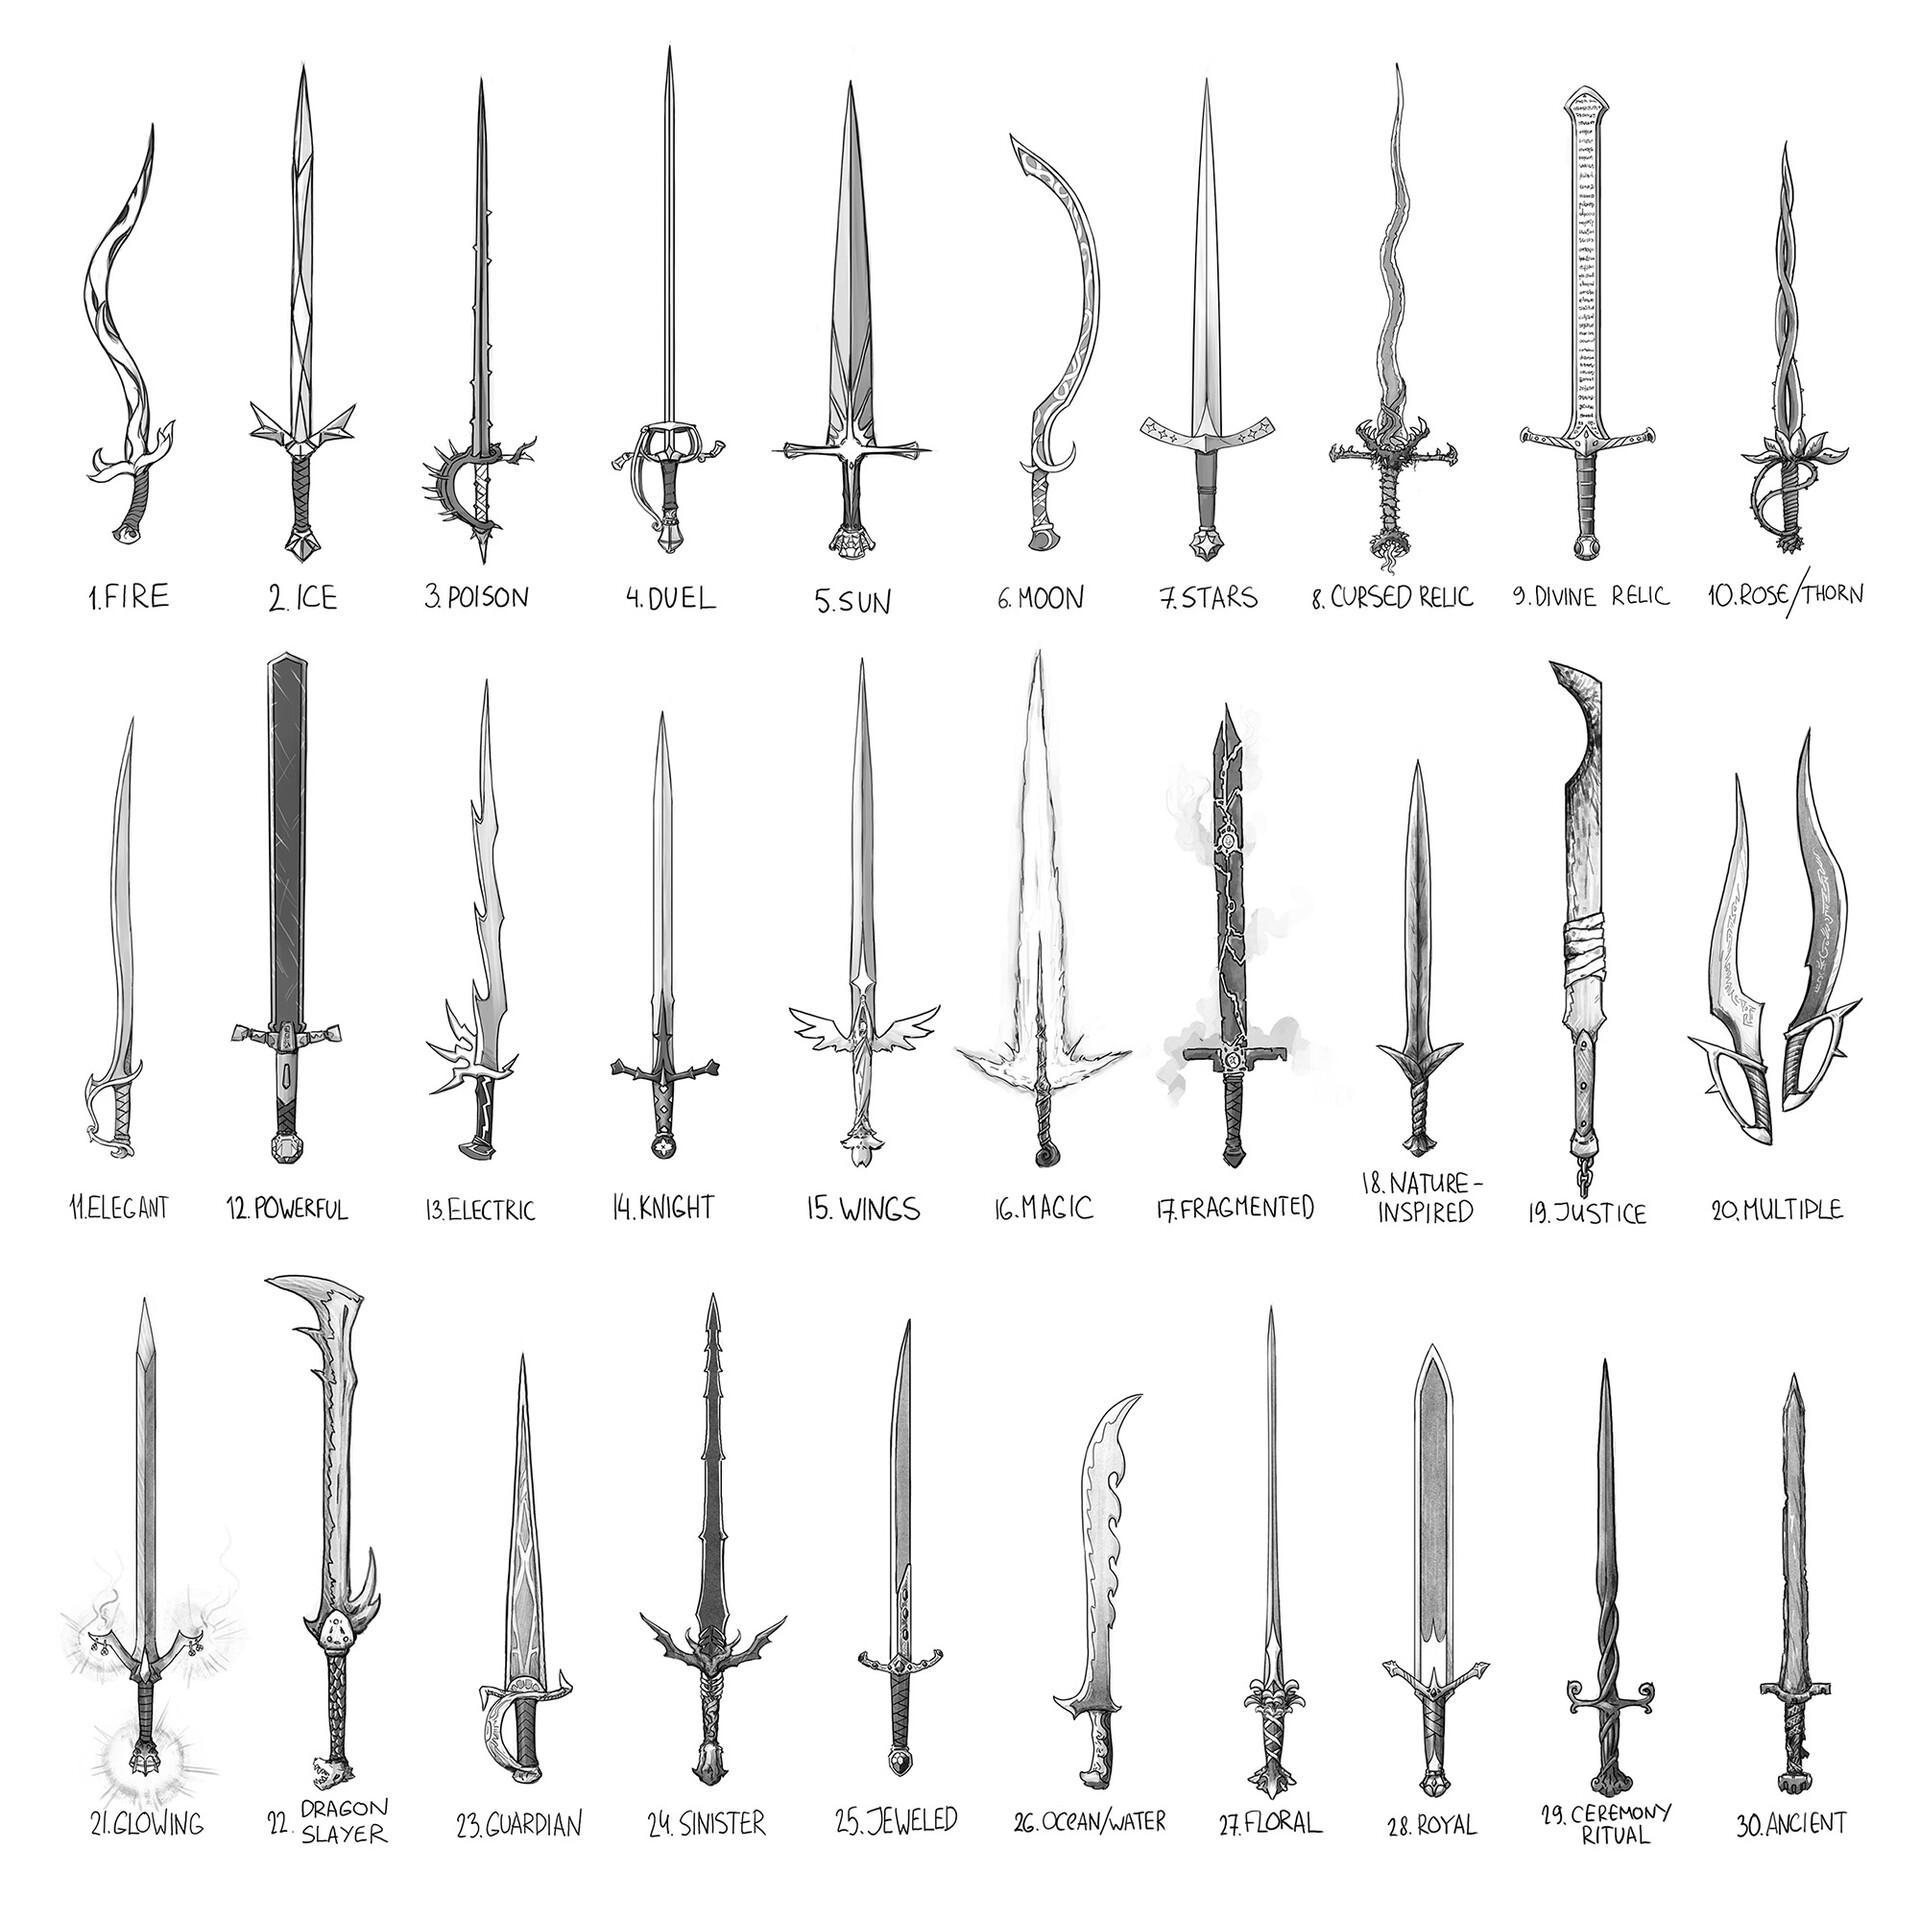 1.FIRE
2. ICE
3. POISON
4. DUEL
5. SUN
6. MOON
7. STARS
8. CURSED RELIC
9. DIVINE RELIC
10. ROSE/THORN
11. ELEGANT
12. POWERFUL
13. ELECTRIC
14. KNIGHT
15. WINGS
16. MAGIC
17. FRAGMENTED
18. NATURE-
INSPIRED
19. JUSTICE
20. MULTIPLE
21. GLOWING
22. DRAGON
SLAYER
23. GUARDIAN
24. SINISTER
25. JEWELED
26. OCEAN/WATER
27. FLORAL
28. ROYAL
29. CEREMONY
RITUAL
30. ANCIENT